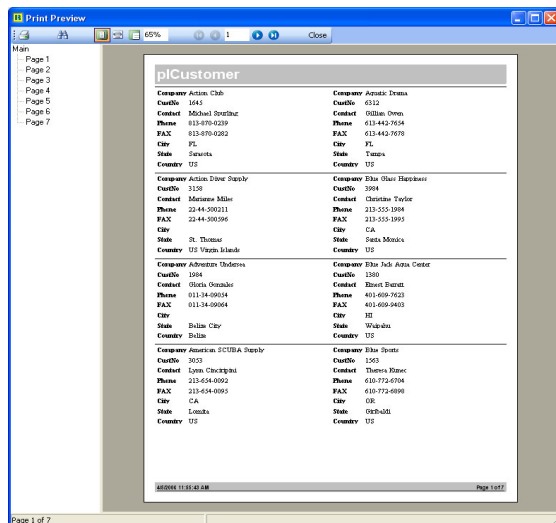 Print Preview
65%
1
Close
Main
Page 1
Page 2
Page 3
Page 4
Page 5
Page 6
Page 7
plCustomer
Company Action Club
CustNo 1645
Contact Michael Spurling
Phone 813-870-0239
FAX 813-870-0282
City FL
State Sarasota
Country US
Company Action Diver Supply
CustNo 3158
Contact Marianne Miles
Phone 22-44-500211
FAX 22-44-500596
City
State St. Thomas
Country US Virgin Islands
Company Adventure Undersea
CustNo 1984
Contact Gloria Gonzales
Phone 011-34-09054
FAX 011-34-09064
City
State Belize City
Country Belize
Company American SCUBA Supply
CustNo 3053
Contact Lynn Cinciripini
Phone 213-654-0092
FAX 213-654-0095
City CA
State Lomita
Country US
Company Aquatic Drama
CustNo 6312
Contact Gillian Owen
Phone 613-442-7654
FAX 613-442-7678
City FL
State Tampa
Country US
Company Blue Glass Happiness
CustNo 3984
Contact Christine Taylor
Phone 213-555-1984
FAX 213-555-1995
City CA
State Santa Monica
Country US
Company Blue Jack Aqua Center
CustNo 1380
Contact Ernest Barratt
Phone 401-609-7623
FAX 401-609-9403
City HI
State Waipahu
Country US
Company Blue Sports
CustNo 1563
Contact Theresa Kunec
Phone 610-772-6704
FAX 610-772-6898
City OR
State Giribaldi
Country US
4/8/2006 11:35:43 AM
Page 1 of 7
Page 1 of 7